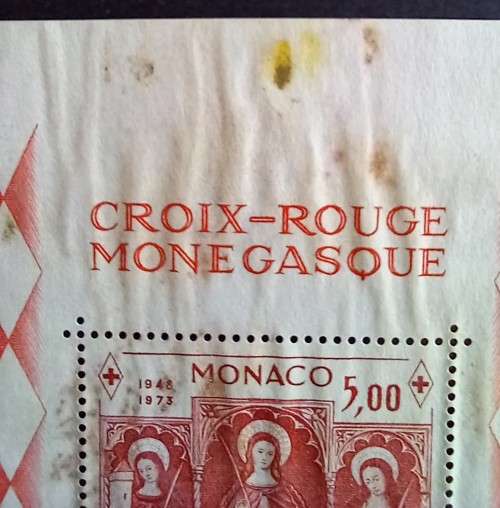 CROIX-ROUGE
MONEGASQUE
MONACO
1948
1973
5,00